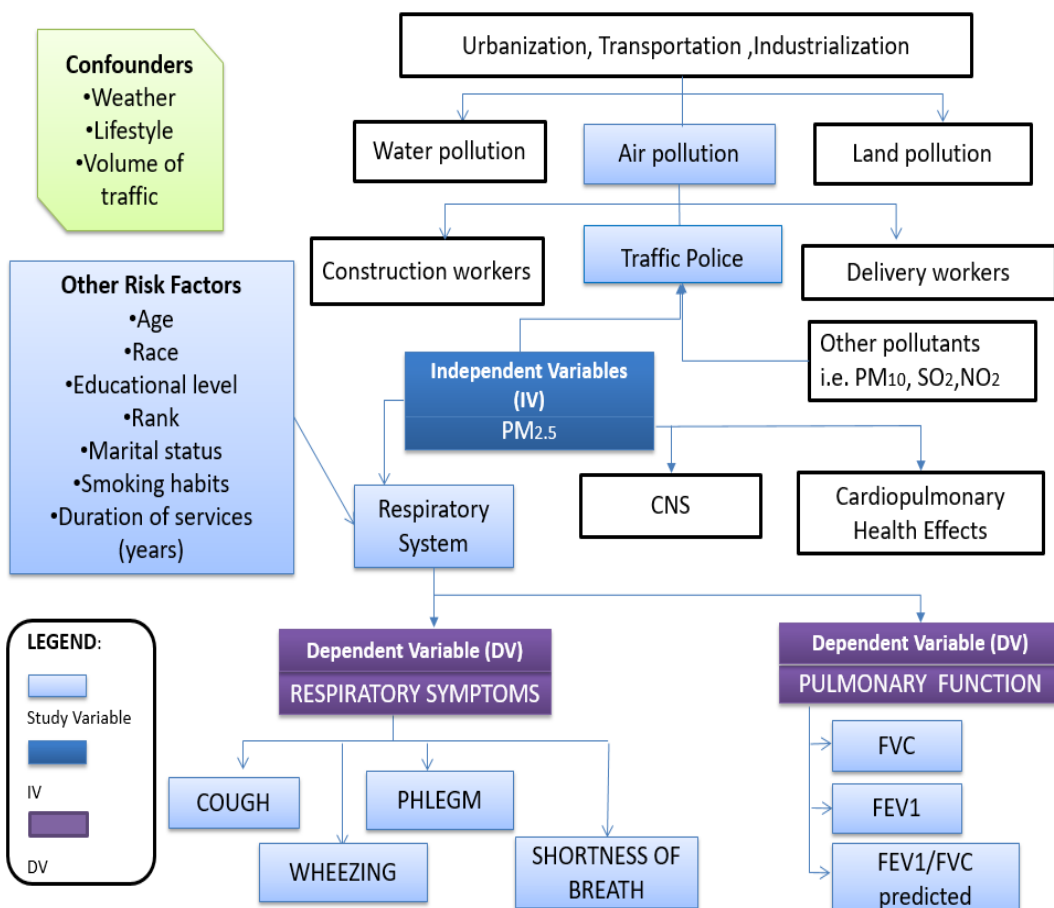 Urbanization, Transportation ,Industrialization
Confounders
•Weather
•Lifestyle
•Volume of
traffic
Water pollution
Air pollution
Land pollution
Construction workers
Traffic Police
Delivery workers
Other Risk Factors
•Age
•Race
•Educational level
•Rank
•Marital status
•Smoking habits
•Duration of services
(years)
Other pollutants
i.e. PM10, SO2,NO2
Independent Variables
(IV)
PM2.5
Respiratory
System
CNS
Cardiopulmonary
Health Effects
LEGEND:
Study Variable
IV
DV
Dependent Variable (DV)
RESPIRATORY SYMPTOMS
Dependent Variable (DV)
PULMONARY FUNCTION
COUGH
PHLEGM
WHEEZING
SHORTNESS OF
BREATH
FVC
FEV1
FEV1/FVC
predicted